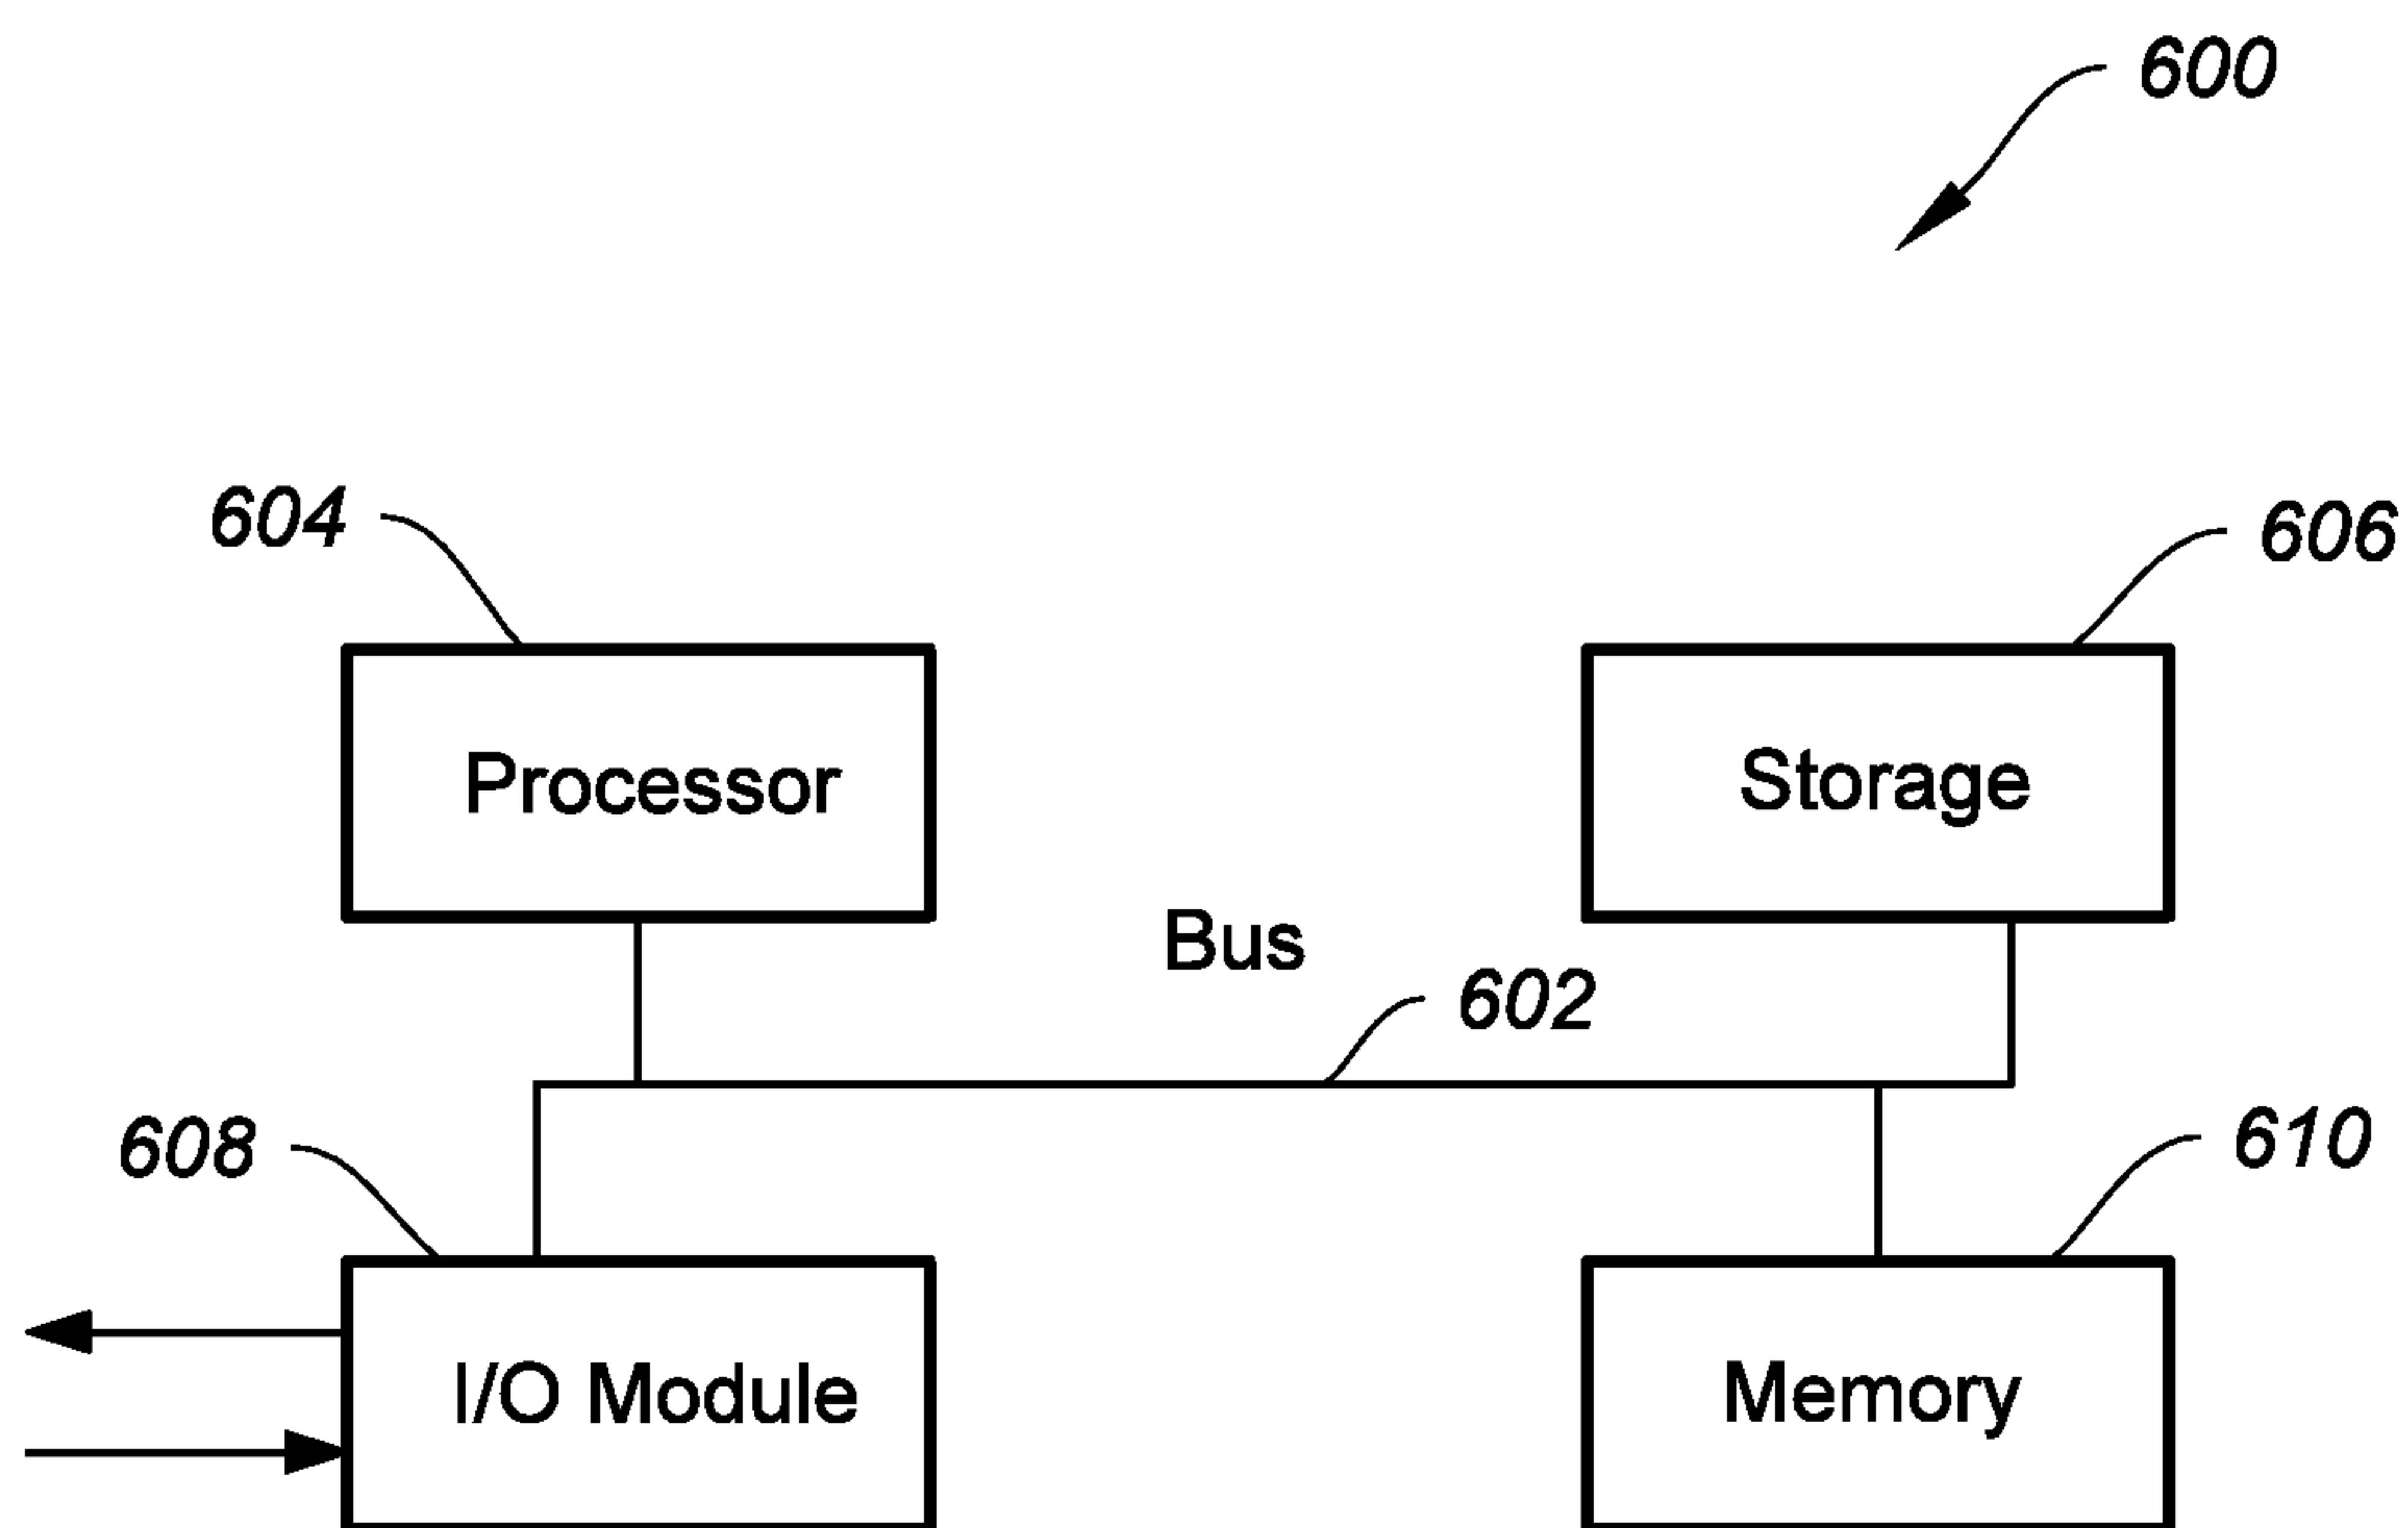 600
604
606
Processor
Storage
Bus
602
608
610
I/O Module
Memory